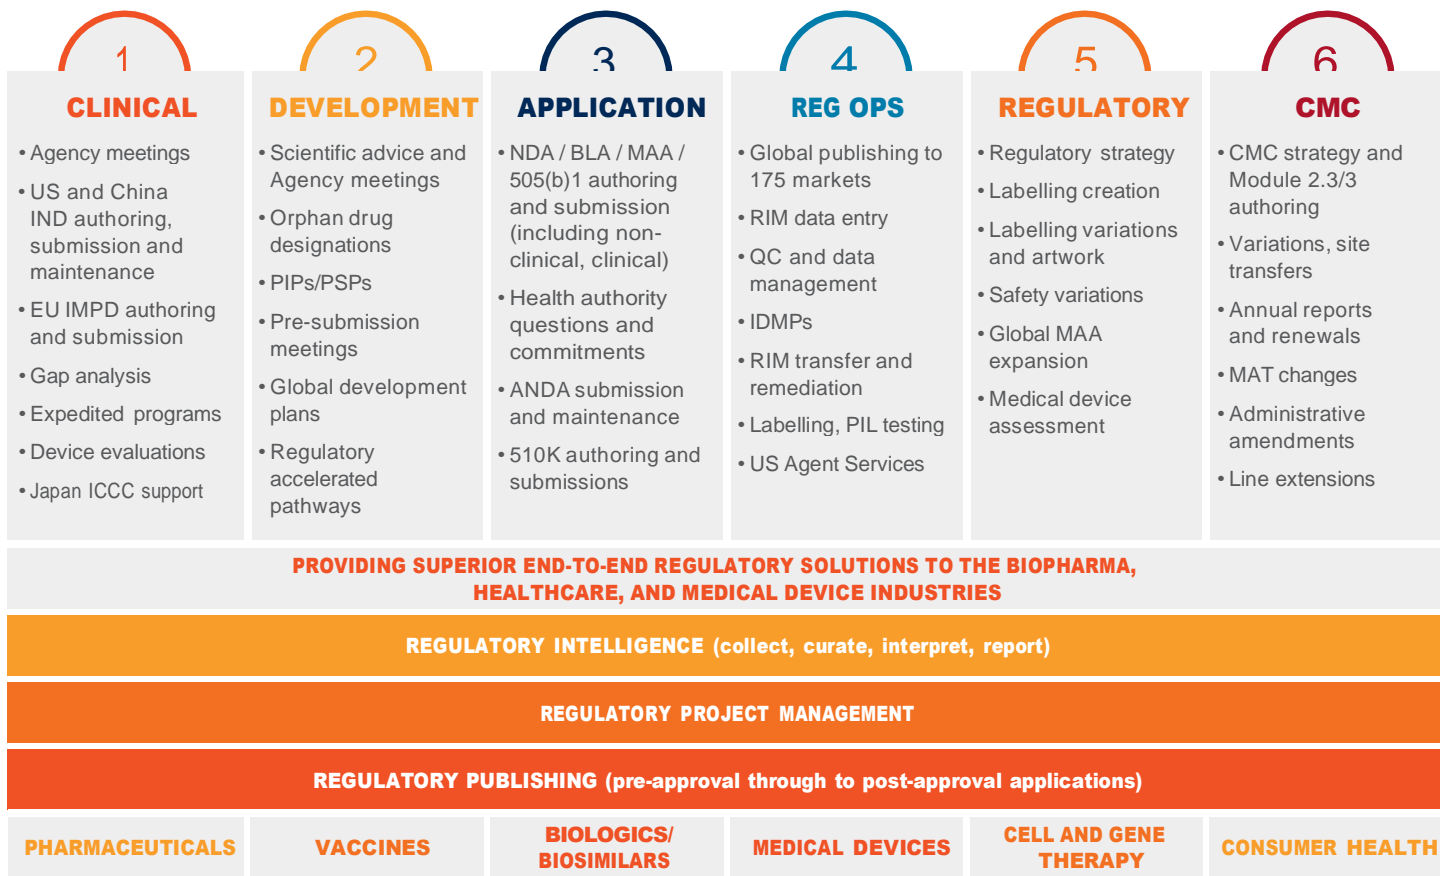 1
CLINICAL
• Agency meetings
• US and China
IND authoring,
submission and
maintenance
• EU IMPD authoring
and submission
• Gap analysis
• Expedited programs
• Device evaluations
• Japan ICCC support
2
DEVELOPMENT
• Scientific advice and
Agency meetings
• Orphan drug
designations
• PIPs/PSPs
• Pre-submission
meetings
• Global development
plans
• Regulatory
accelerated
pathways
3
APPLICATION
• NDA / BLA / MAA /
505(b)1 authoring
and submission
(including non-
clinical, clinical)
• Health authority
questions and
commitments
• ANDA submission
and maintenance
• 510K authoring and
submissions
4
REG OPS
• Global publishing to
175 markets
• RIM data entry
• QC and data
management
• IDMPs
• RIM transfer and
remediation
• Labelling, PIL testing
• US Agent Services
5
REGULATORY
• Regulatory strategy
• Labelling creation
• Labelling variations
and artwork
• Safety variations
• Global MAA
expansion
• Medical device
assessment
6
CMC
• CMC strategy and
Module 2.3/3
authoring
• Variations, site
transfers
• Annual reports
and renewals
• MAT changes
• Administrative
amendments
• Line extensions
PROVIDING SUPERIOR END-TO-END REGULATORY SOLUTIONS TO THE BIOPHARMA,
HEALTHCARE, AND MEDICAL DEVICE INDUSTRIES
REGULATORY INTELLIGENCE (collect, curate, interpret, report)
REGULATORY PROJECT MANAGEMENT
REGULATORY PUBLISHING (pre-approval through to post-approval applications)
PHARMACEUTICALS
VACCINES
BIOLOGICS/
BIOSIMILARS
MEDICAL DEVICES
CELL AND GENE
THERAPY
CONSUMER HEALTH